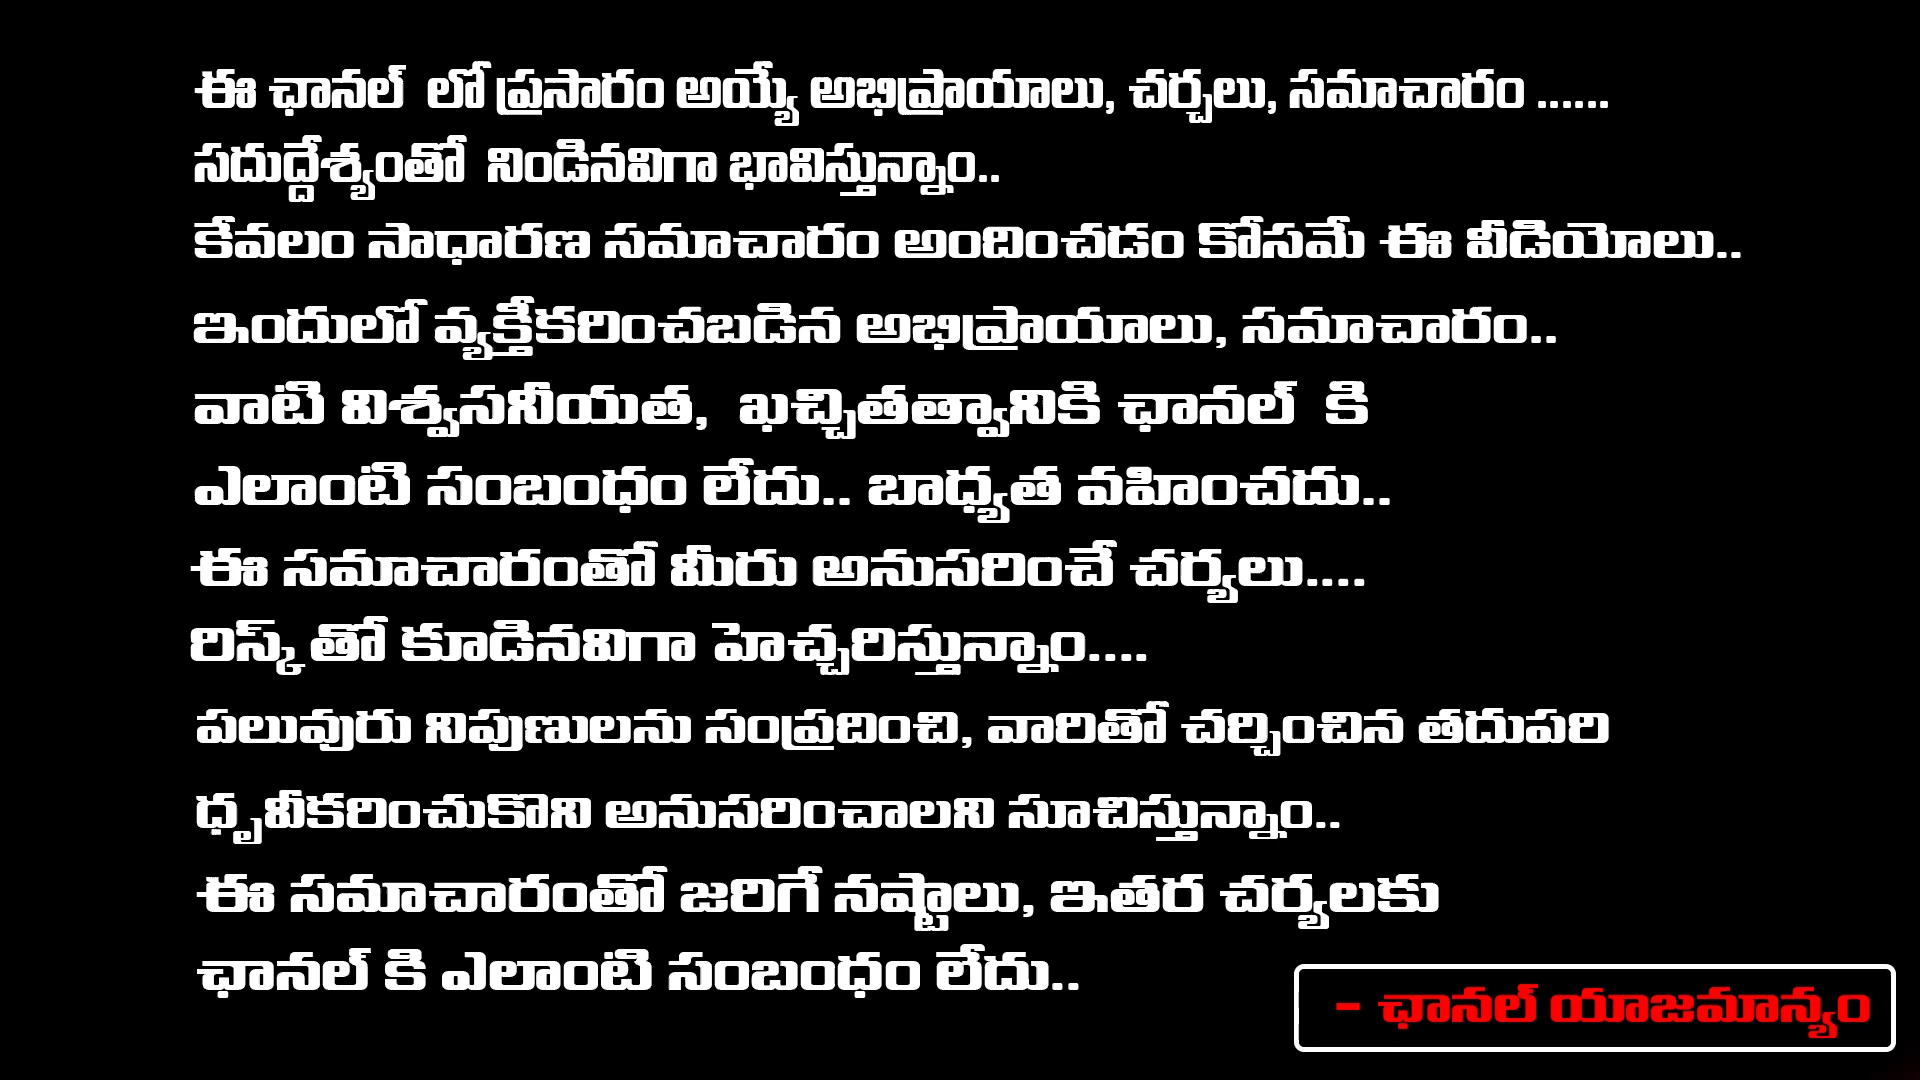 ఈ ఛానల్ లో ప్రసారం అయ్యే అభిప్రాయాలు, చర్చలు, సమాచారం ......
సదుద్దేశ్యంతో నిండినవిగా భావిస్తున్నాం..
కేవలం సాధారణ సమాచారం అందించడం కోసమే ఈ వీడియోలు..
ఇందులో వ్యక్తీకరించబడిన అభిప్రాయాలు, సమాచారం..
వాటి విశ్వసనీయత, ఖచ్చితత్వానికి ఛానల్ కి
ఎలాంటి సంబంధం లేదు.. బాధ్యత వహించదు..
ఈ సమాచారంతో మీరు అనుసరించే చర్యలు....
రిస్క్ తో కూడినవిగా హెచ్చరిస్తున్నాం....
పలువురు నిపుణులను సంప్రదించి, వారితో చర్చించిన తదుపరి
ధృవీకరించుకొని అనుసరించాలని సూచిస్తున్నాం..
ఈ సమాచారంతో జరిగే నష్టాలు, ఇతర చర్యలకు
ఛానల్ కి ఎలాంటి సంబంధం లేదు..
- ఛానల్ యాజమాన్యం